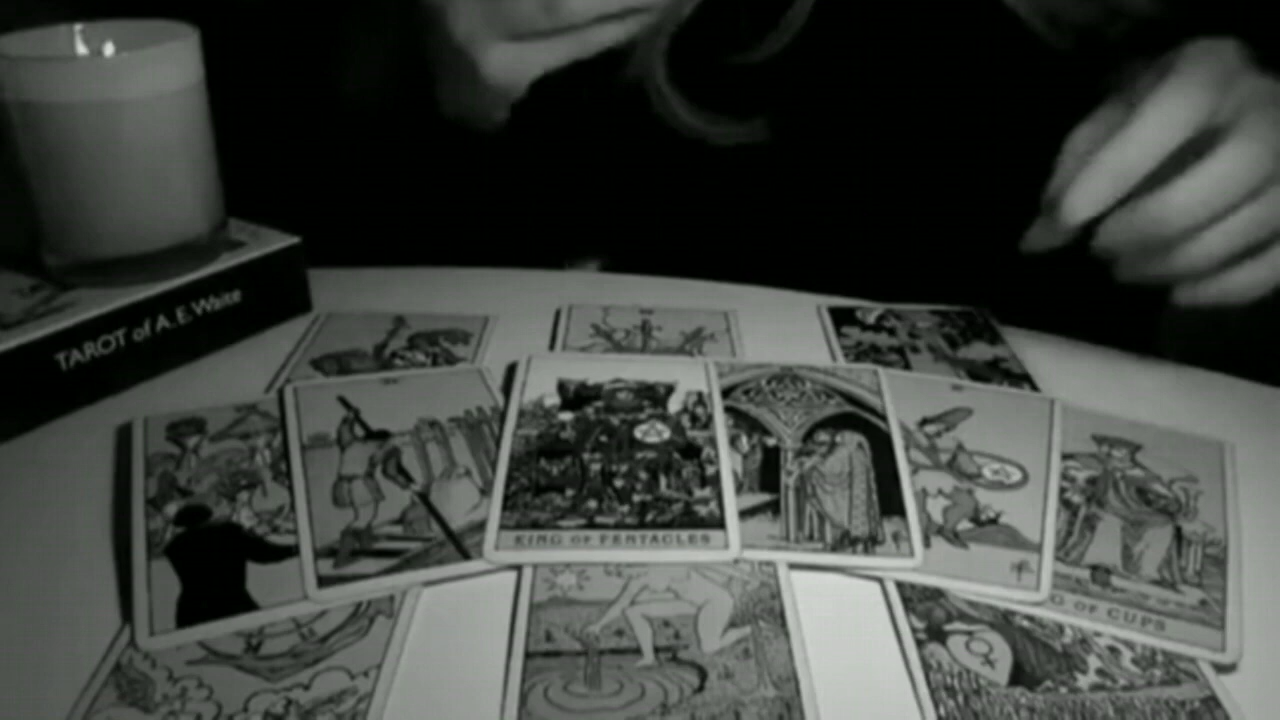 TAROT of A.E. Waite
KING OF PENTACLES
G OF CUPS